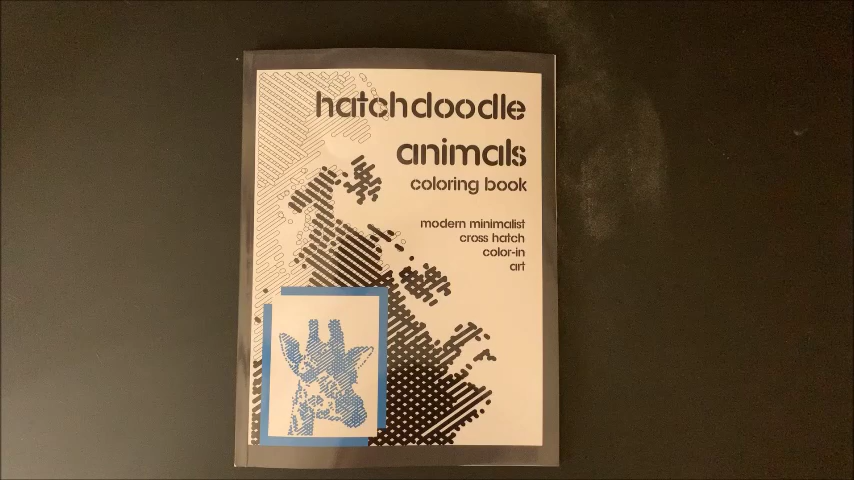 hatchdoodle
animals
coloring book
modern minimalist
cross hatch
color-in
art